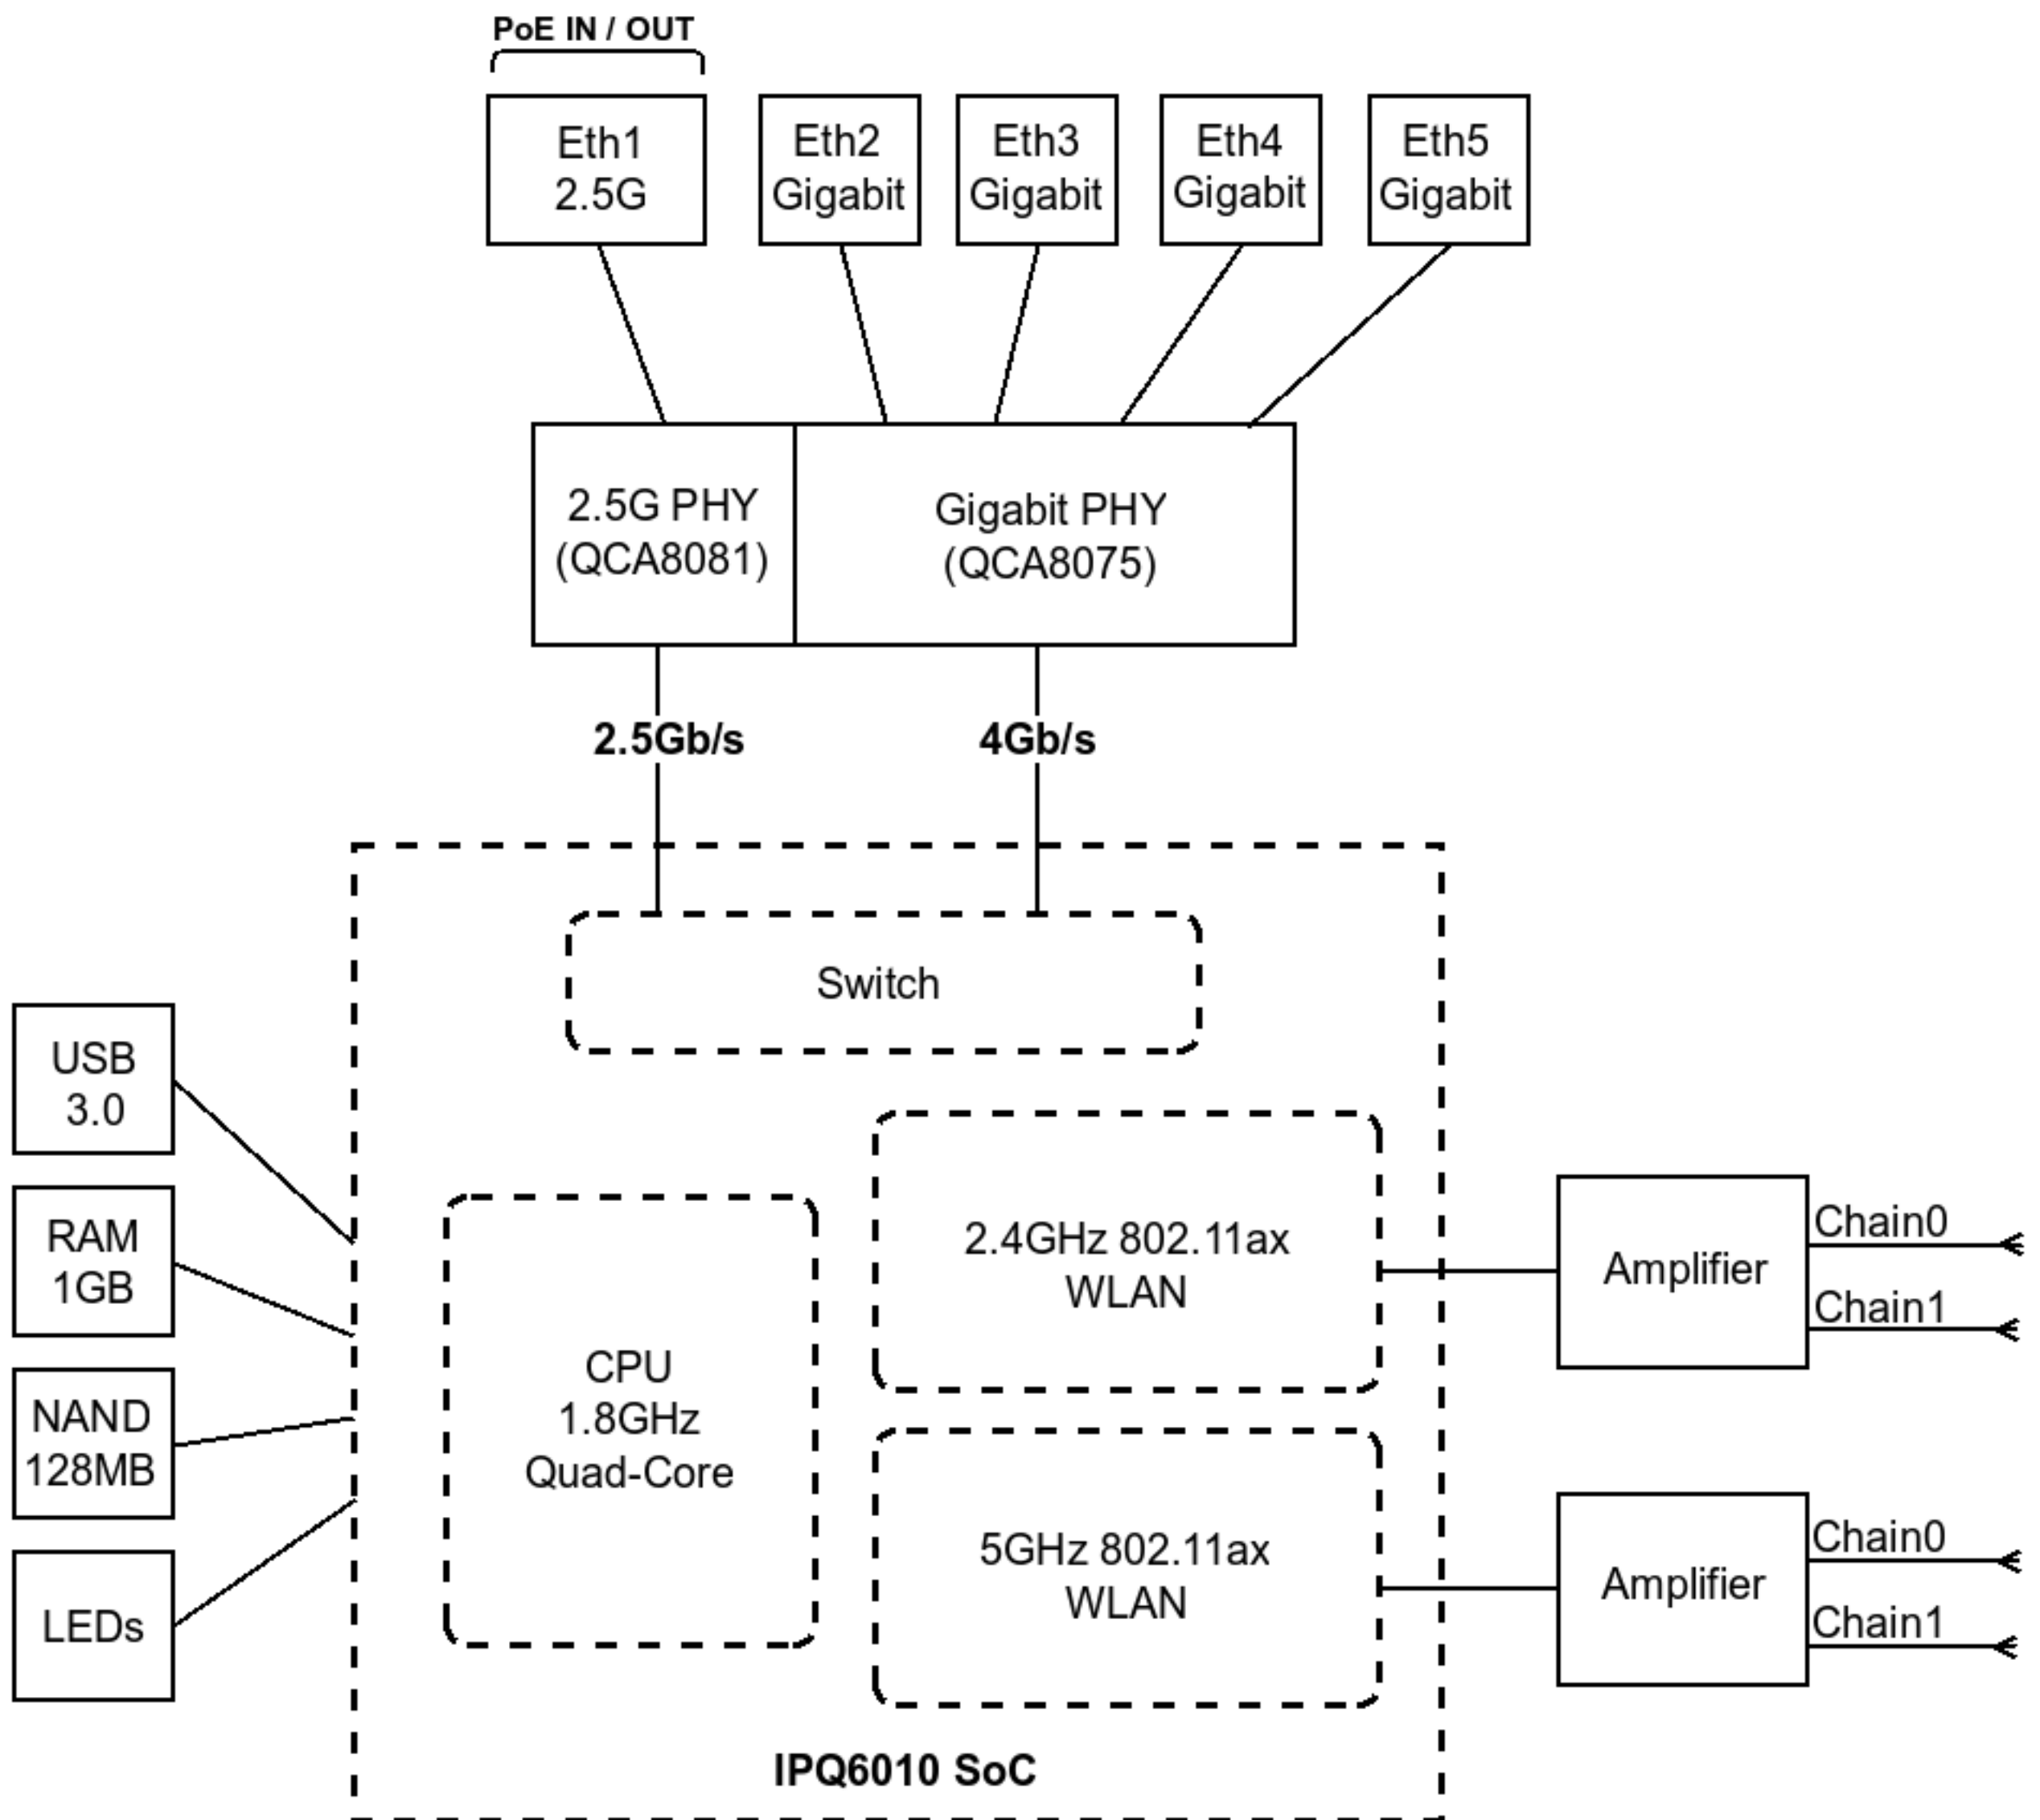 PoE IN / OUT
Eth1
2.5G
Eth2
Gigabit
Eth3
Gigabit
Eth4
Gigabit
Eth5
Gigabit
2.5G PHY
(QCA8081)
Gigabit PHY
(QCA8075)
2.5Gb/s
4Gb/s
Switch
USB
3.0
RAM
1GB
NAND
128MB
LEDs
CPU
1.8GHz
Quad-Core
2.4GHz 802.11ax
WLAN
5GHz 802.11ax
WLAN
Amplifier
Chain0
Chain1
Amplifier
Chain0
Chain1
IPQ6010 SoC